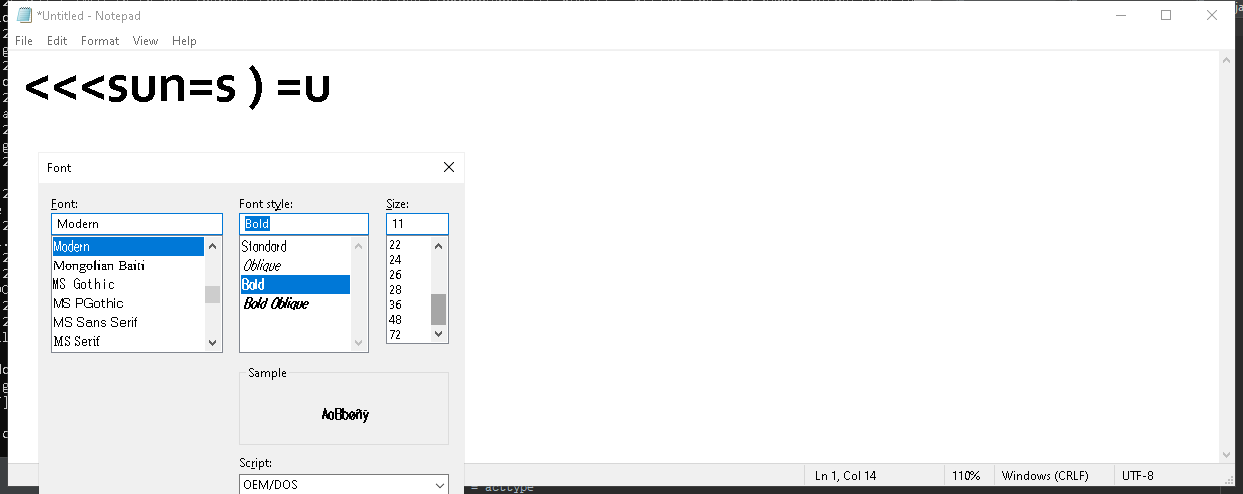 *Untitled - Notepad
File Edit Format View Help
<<<sun=s ) =u
Font
Font: Font style: Size:
Modern Bold 11
Modern Standard 22
Mongolian Baiti Oblique 24
MS Gothic Bold 26
MS PGothic Bold Oblique 28
MS Sans Serif 36
MS Serif 48
72
Sample
AaBbøñý
Script:
OEM/DOS
Ln 1, Col 14 110% Windows (CRLF) UTF-8
= acctype